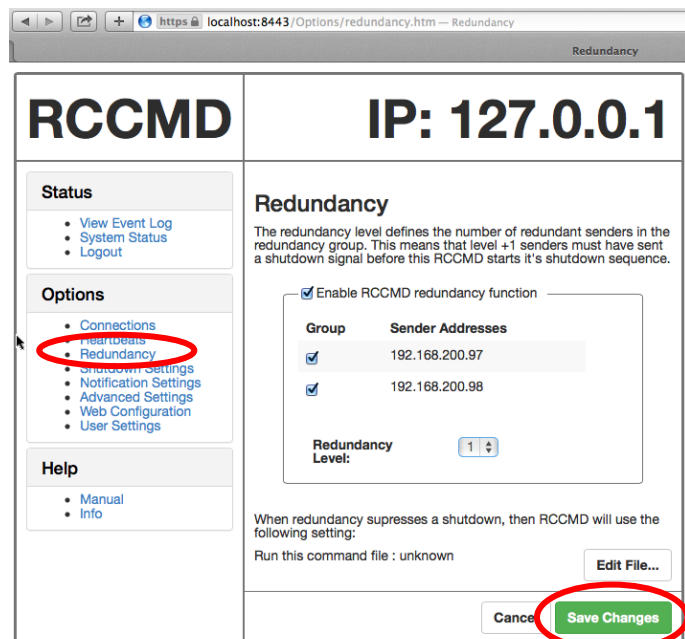 https localhost:8443/Options/redundancy.htm — Redundancy
Redundancy
RCCMD
IP: 127.0.0.1
Status
View Event Log
System Status
Logout
Options
Connections
Heartbeats
Redundancy
Shutdown Settings
Notification Settings
Advanced Settings
Web Configuration
User Settings
Help
Manual
Info
Redundancy
The redundancy level defines the number of redundant senders in the
redundancy group. This means that level +1 senders must have sent
a shutdown signal before this RCCMD starts it's shutdown sequence.
Enable RCCMD redundancy function
Group Sender Addresses
192.168.200.97
192.168.200.98
Redundancy
Level:
1
When redundancy supresses a shutdown, then RCCMD will use the
following setting:
Run this command file : unknown
Edit File...
Cancel
Save Changes